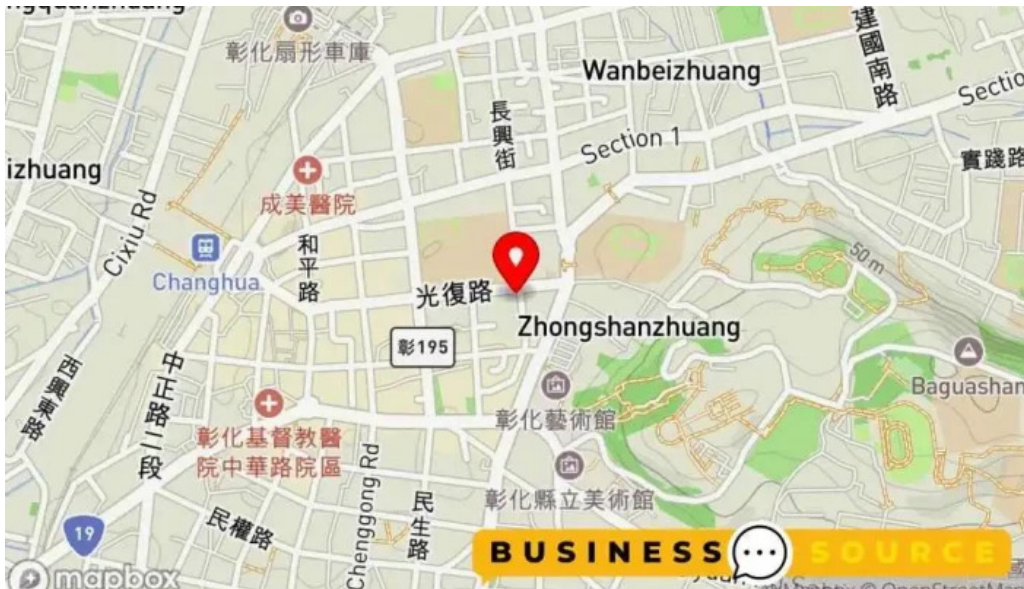 彰化扇形車庫
Wanbeizhuang
建國南路
長興街
Section 1
實踐路
izhuang
成美醫院
Cixiu Rd
和平路
Changhua
50 m
光復路
Zhongshanzhuang
彰195
西興東路
中正路二段
Baguashan
彰化藝術館
彰化基督教醫
院中華路院區
彰化縣立美術館
Chenggong Rd
民生路
民權路
19
BUSINESS SOURCE
mapbox